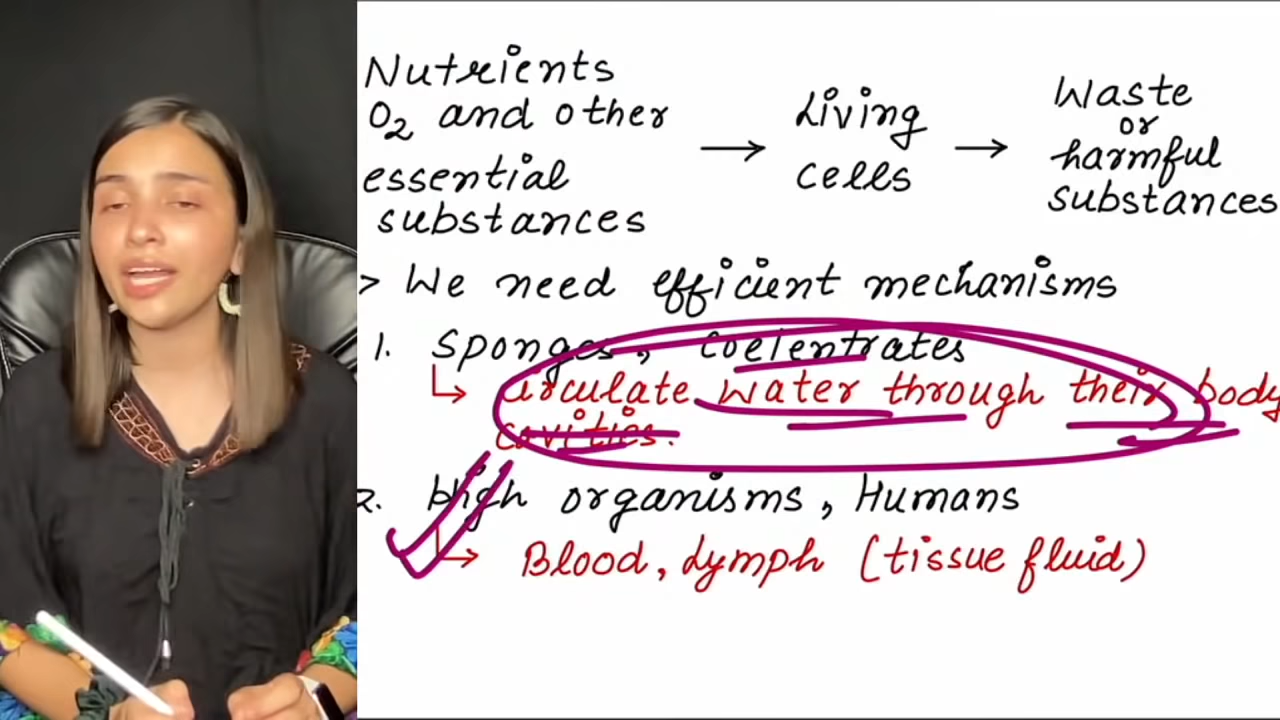 Nutrients
O2 and other
essential
substances
→ Living
cells
→ Waste
or
harmful
substances
> We need efficient mechanisms
1. Sponges, coelentrates
↳ circulate water through their body
cavities.
2. High organisms, Humans
↳ Blood, Lymph (tissue fluid)